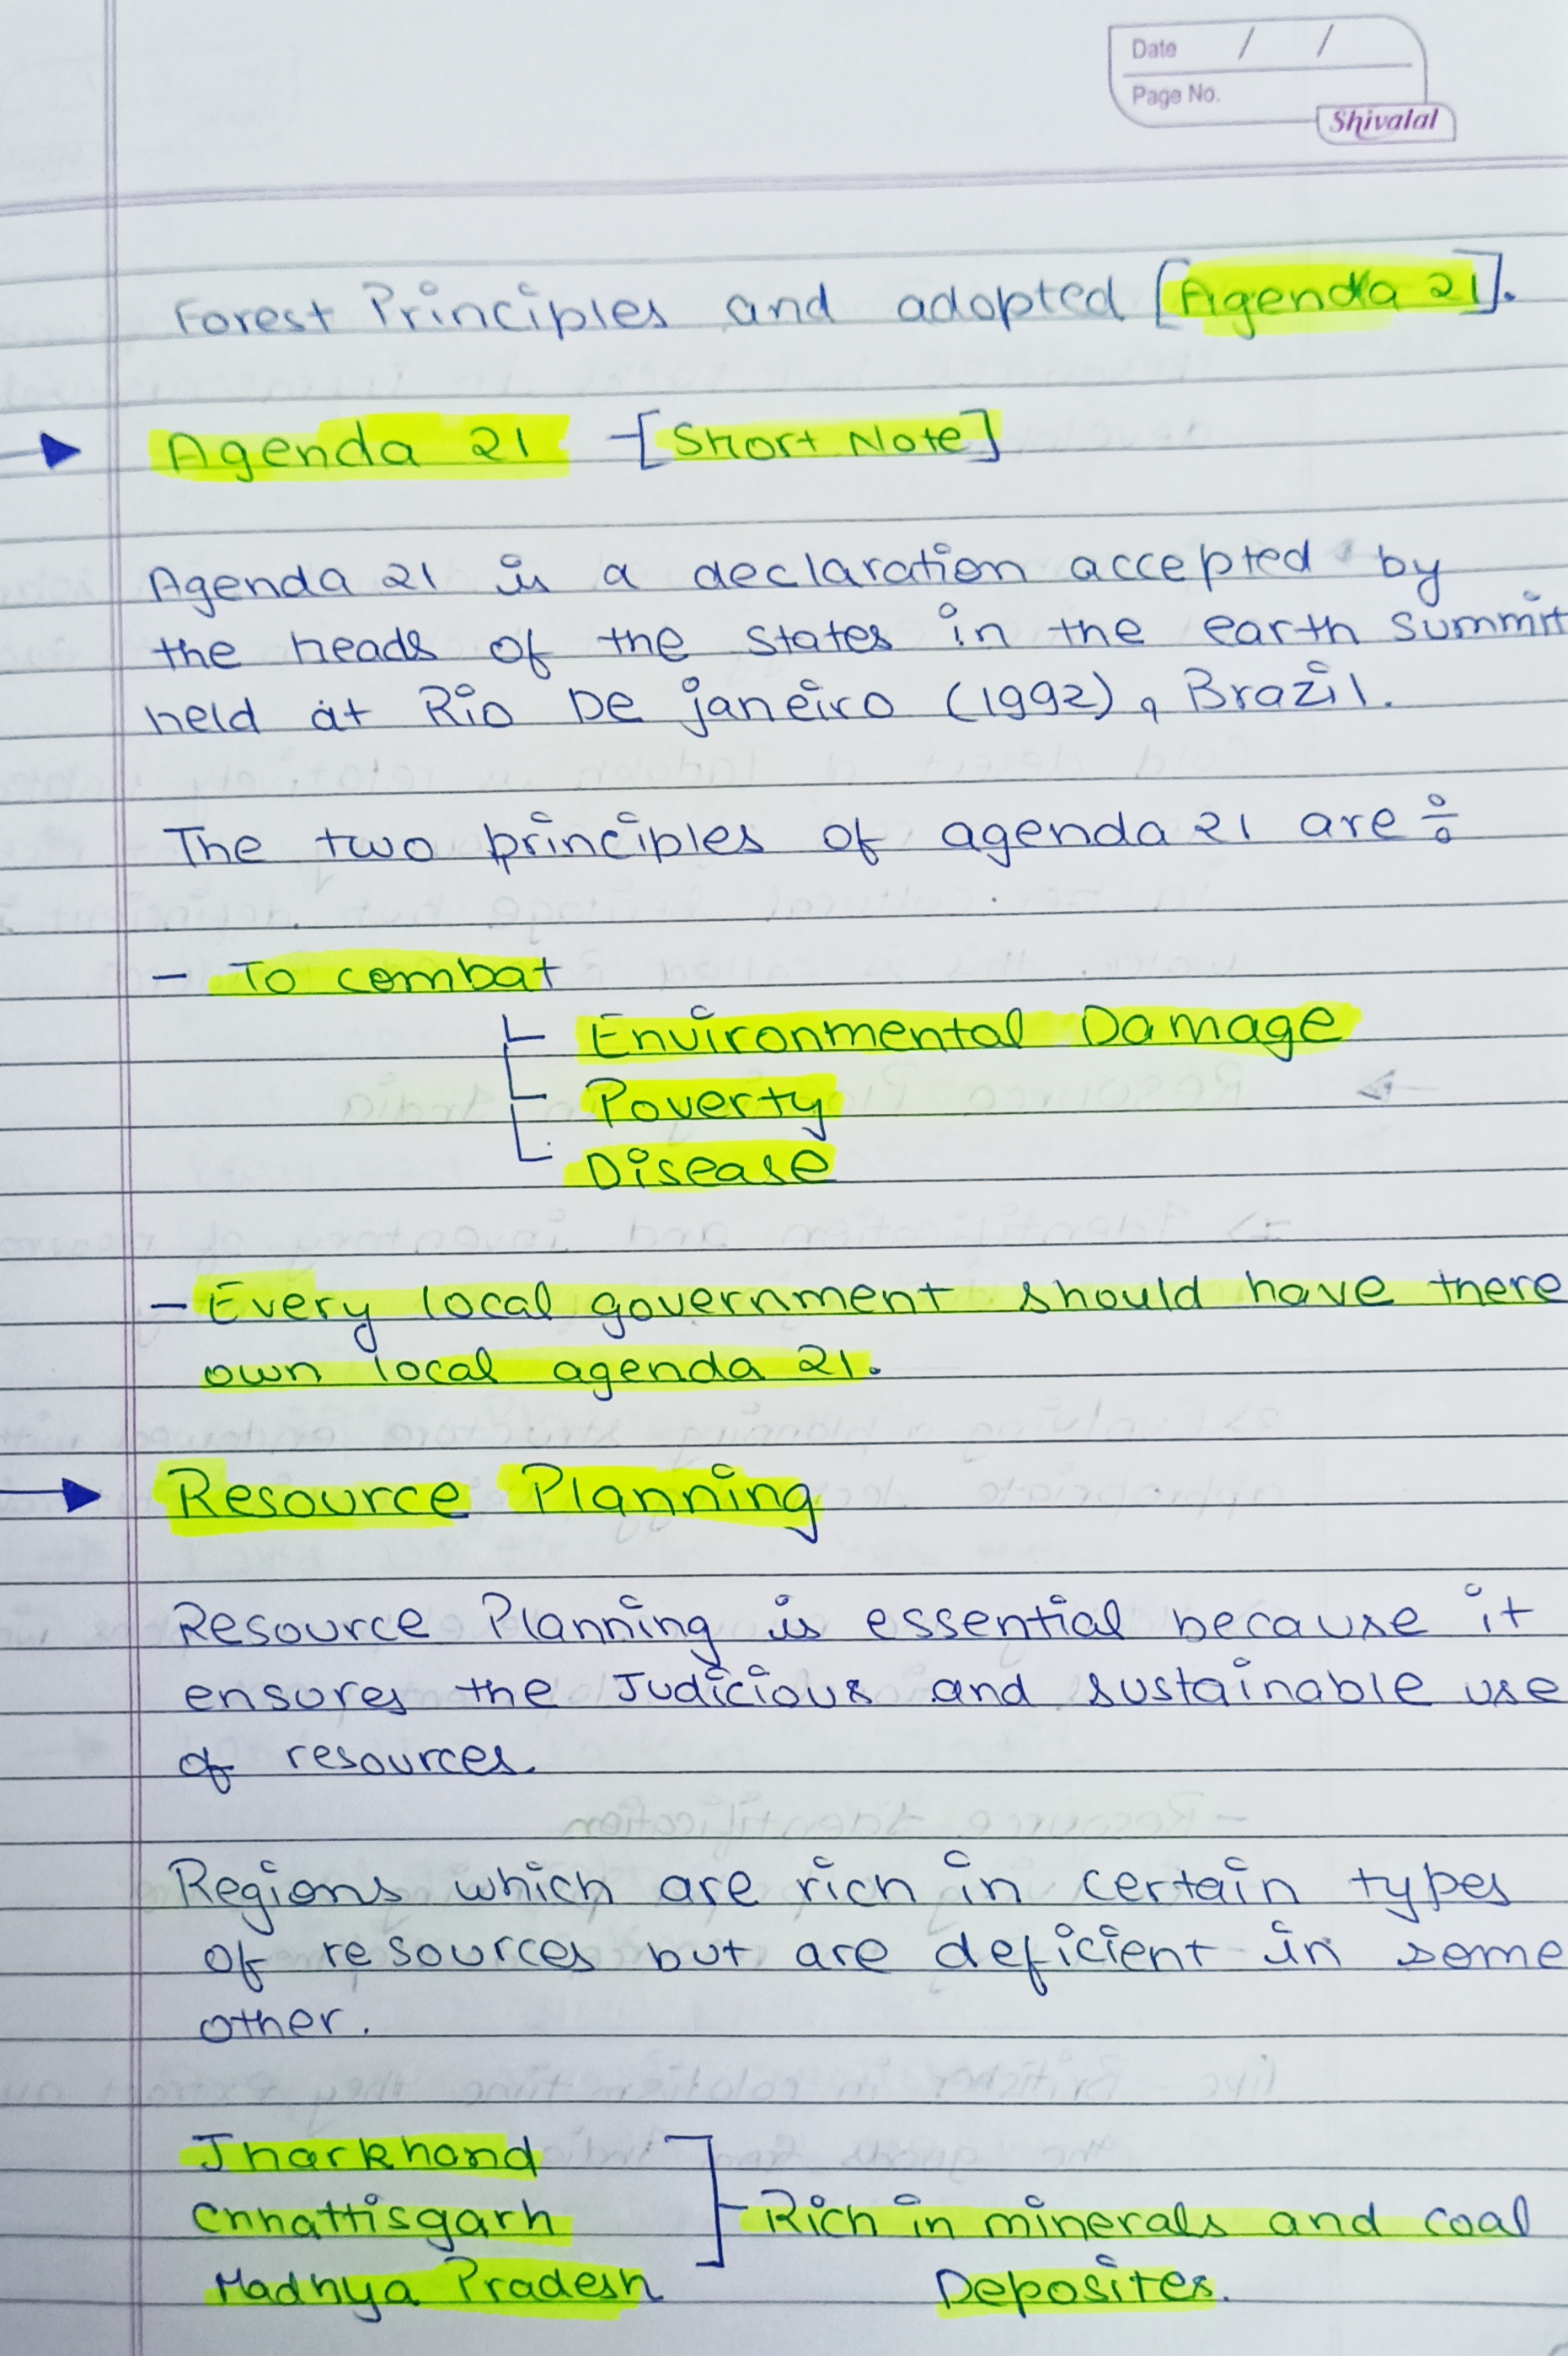 Date / /
Page No.
Shivalal
Forest Principles and adopted [Agenda 21].
Agenda 21 -[Short Note]
Agenda 21 is a declaration accepted by
the heads of the states in the earth summit
held at Rio De janeiro (1992), Brazil.
The two principles of agenda 21 are ÷
- To combat
Environmental Damage
Poverty
Disease
- Every local government should have there
own local agenda 21.
Resource Planning
Resource Planning is essential because it
ensures the Judicious and sustainable use
of resources.
Regions which are rich in certain types
of resources but are deficient in some
other.
Jharkhand
Chhattisgarh
Madhya Pradesh
Rich in minerals and coal
Deposites.